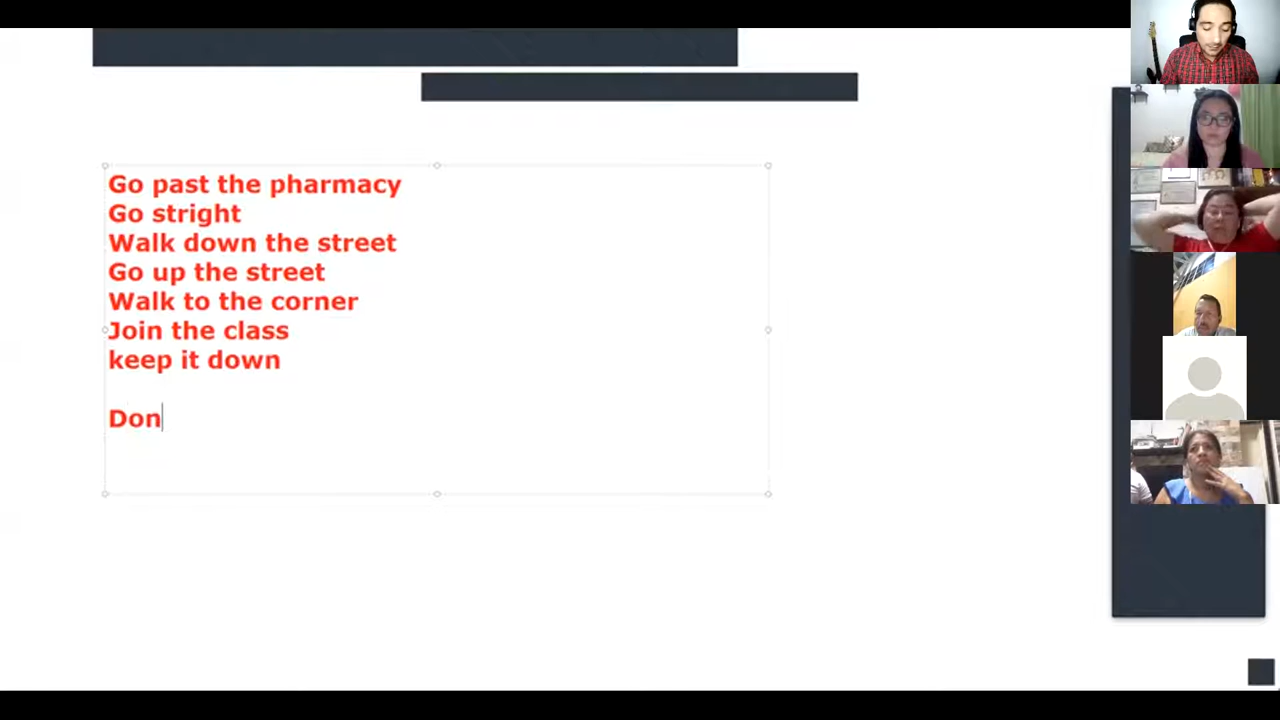 Go past the pharmacy
Go stright
Walk down the street
Go up the street
Walk to the corner
Join the class
keep it down
Don